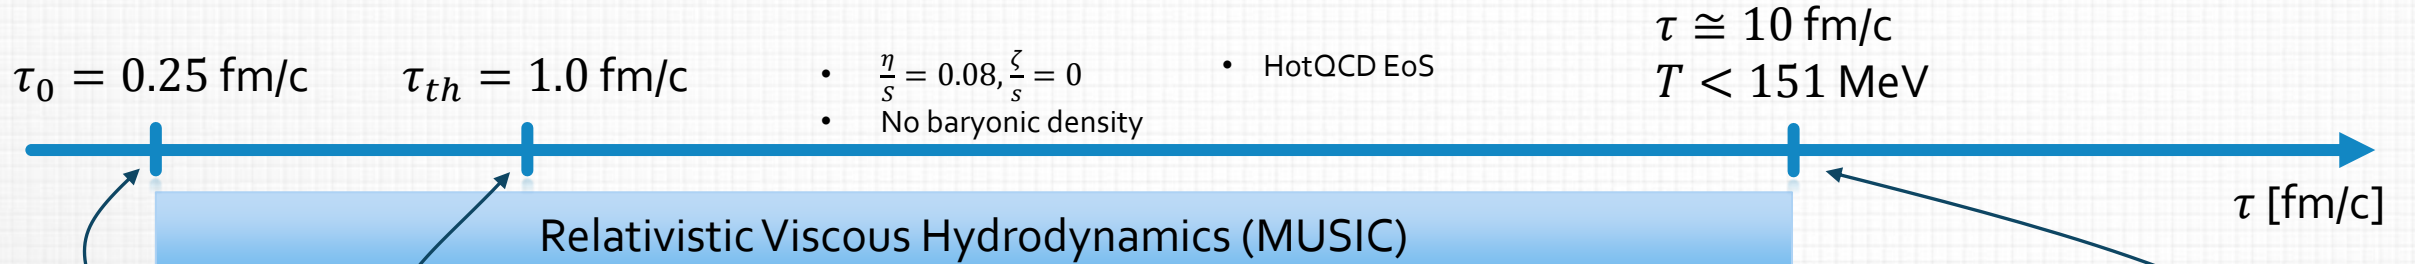 τ₀ = 0.25 fm/c
τ_th = 1.0 fm/c
• η/s = 0.08, ζ/s = 0
• No baryonic density
• HotQCD EoS
τ ≅ 10 fm/c
T < 151 MeV
τ [fm/c]
Relativistic Viscous Hydrodynamics (MUSIC)